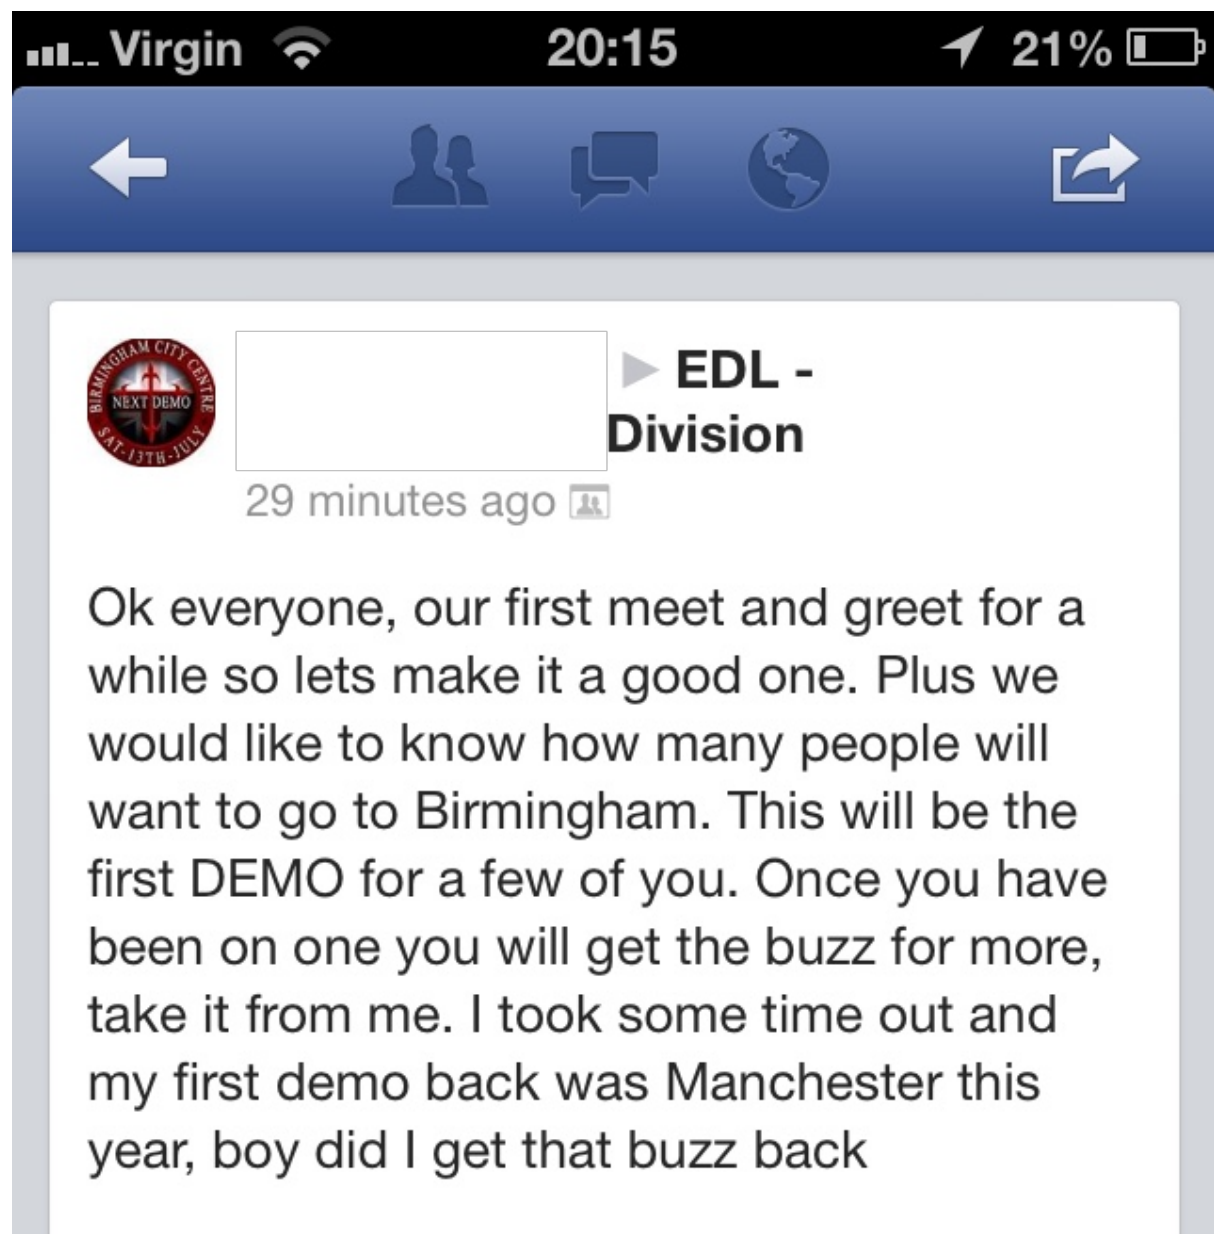 Virgin 20:15 21%
BIRMINGHAM CITY CENTRE
NEXT DEMO
SAT-13TH-JULY
EDL -
Division
29 minutes ago
Ok everyone, our first meet and greet for a
while so lets make it a good one. Plus we
would like to know how many people will
want to go to Birmingham. This will be the
first DEMO for a few of you. Once you have
been on one you will get the buzz for more,
take it from me. I took some time out and
my first demo back was Manchester this
year, boy did I get that buzz back